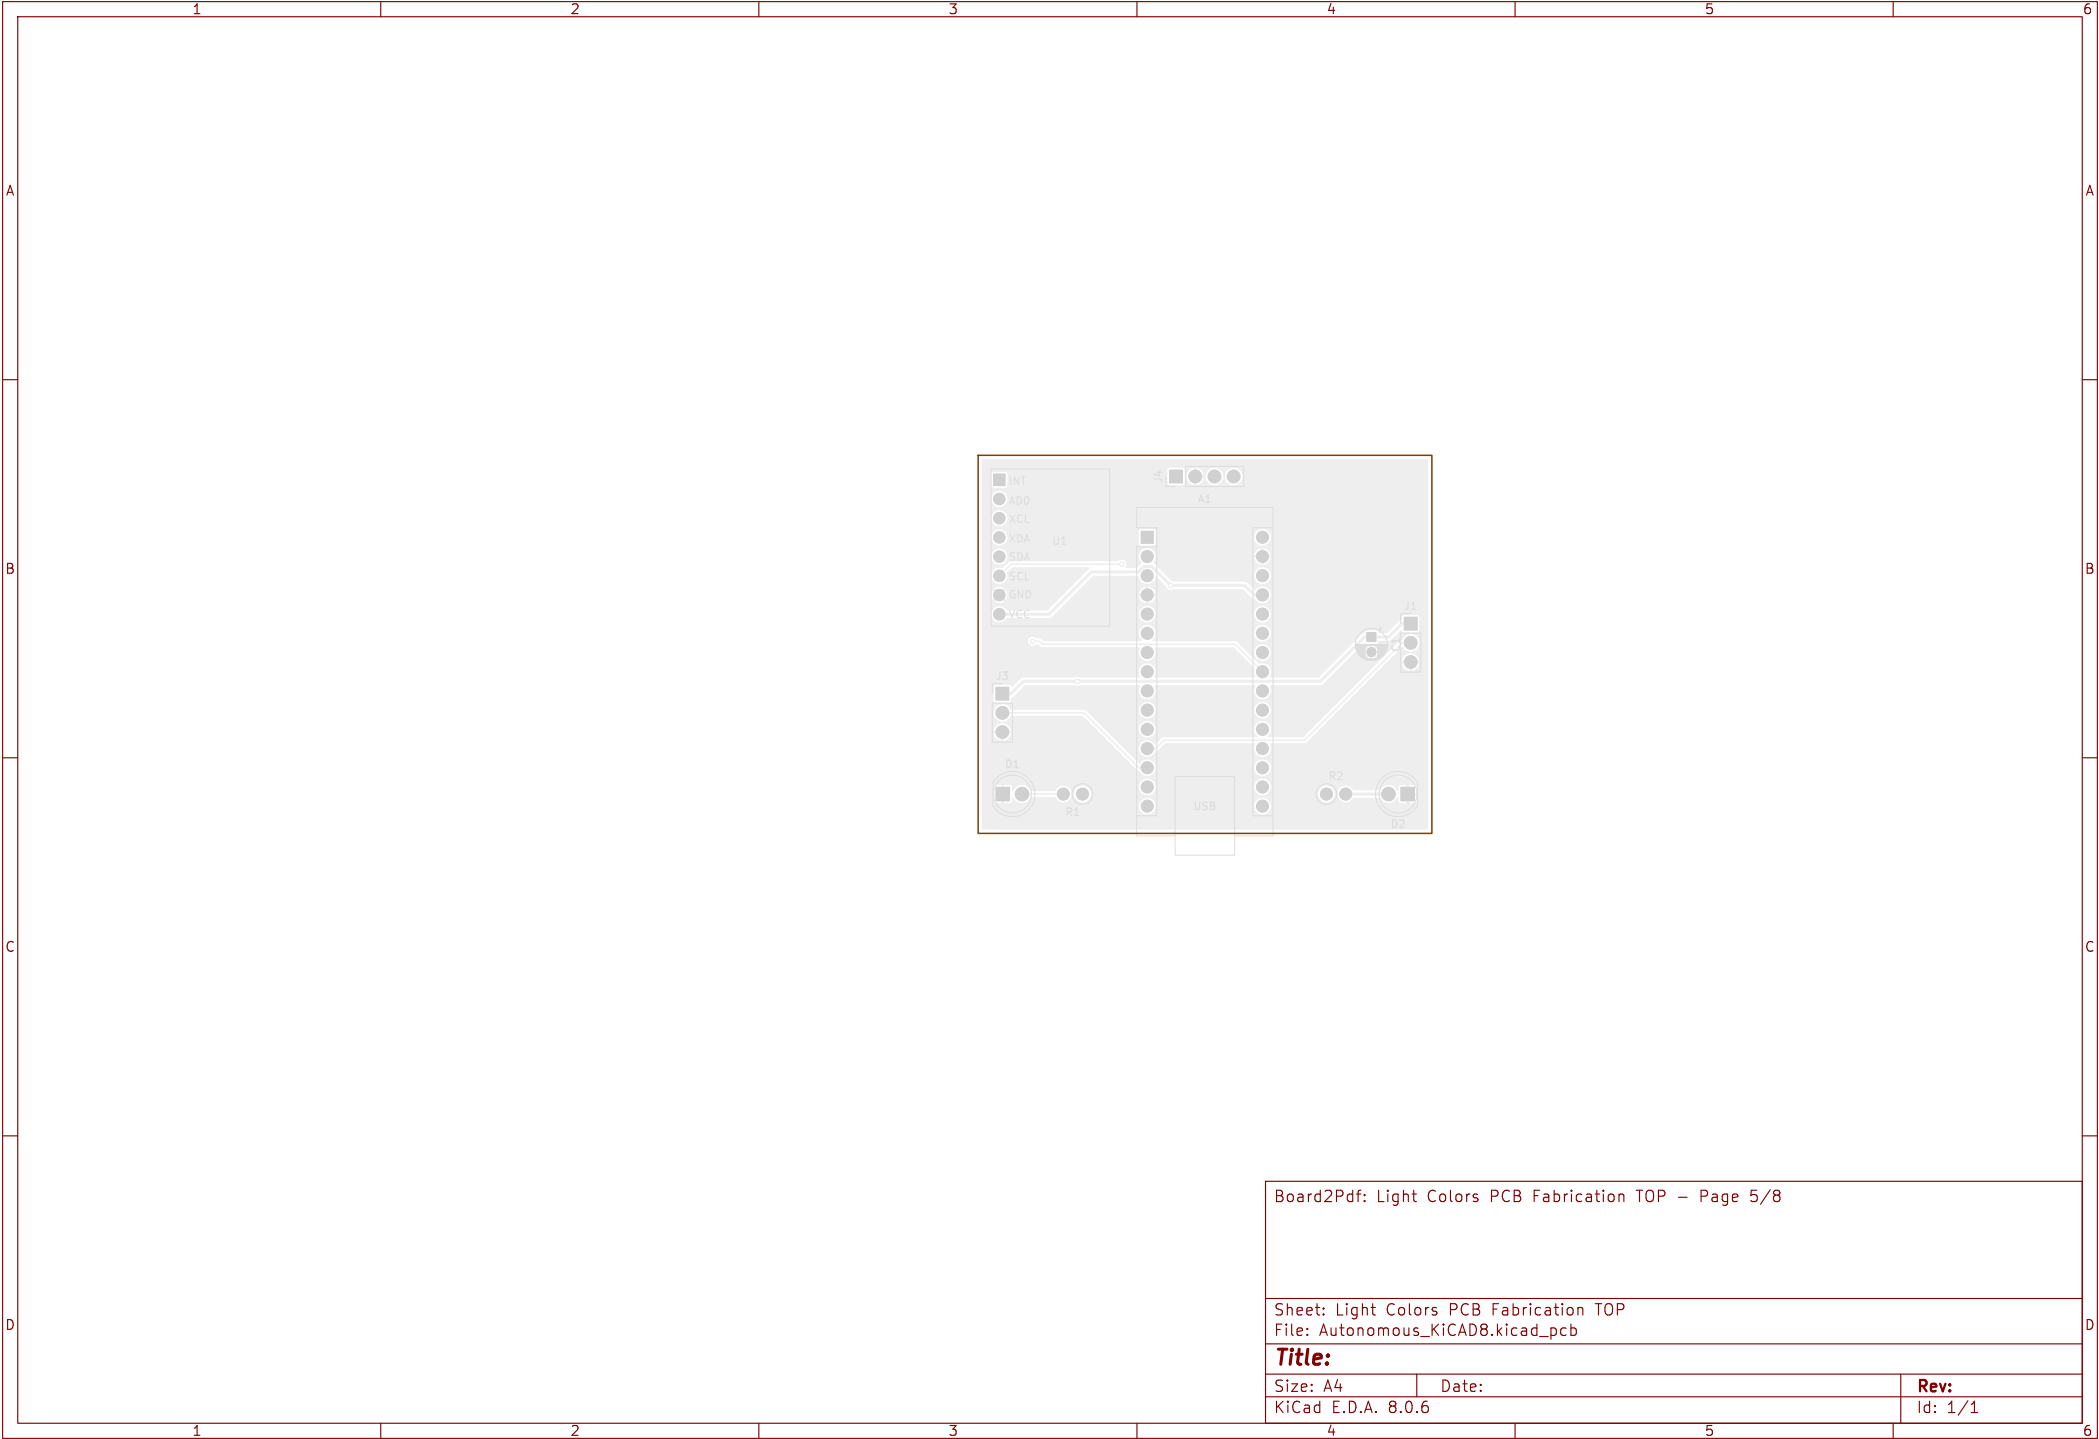 1 2 3 4 5 6
A A
B B
C C
D D
J4
A1
INT
AD0
XCL
XDA
U1
SDA
SCL
GND
VCC
J1
J3
D1
R1
USB
R2
D2
Board2Pdf: Light Colors PCB Fabrication TOP - Page 5/8
Sheet: Light Colors PCB Fabrication TOP
File: Autonomous_KiCAD8.kicad_pcb
Title:
Size: A4 Date: Rev:
KiCad E.D.A. 8.0.6 Id: 1/1
1 2 3 4 5 6